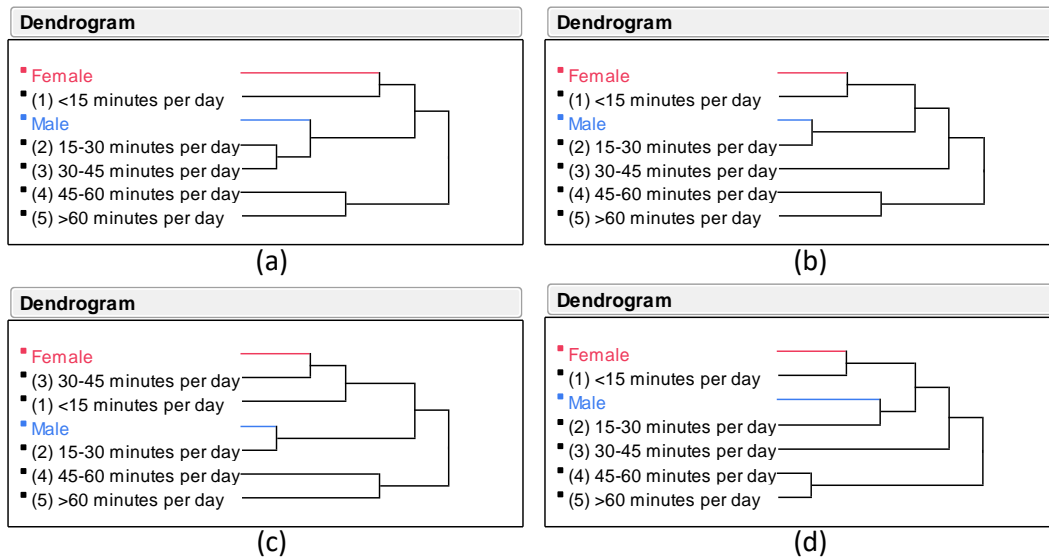 Dendrogram
Female
(1) <15 minutes per day
Male
(2) 15-30 minutes per day
(3) 30-45 minutes per day
(4) 45-60 minutes per day
(5) >60 minutes per day
(a)
Dendrogram
Female
(1) <15 minutes per day
Male
(2) 15-30 minutes per day
(3) 30-45 minutes per day
(4) 45-60 minutes per day
(5) >60 minutes per day
(b)
Dendrogram
Female
(3) 30-45 minutes per day
(1) <15 minutes per day
Male
(2) 15-30 minutes per day
(4) 45-60 minutes per day
(5) >60 minutes per day
(c)
Dendrogram
Female
(1) <15 minutes per day
Male
(2) 15-30 minutes per day
(3) 30-45 minutes per day
(4) 45-60 minutes per day
(5) >60 minutes per day
(d)